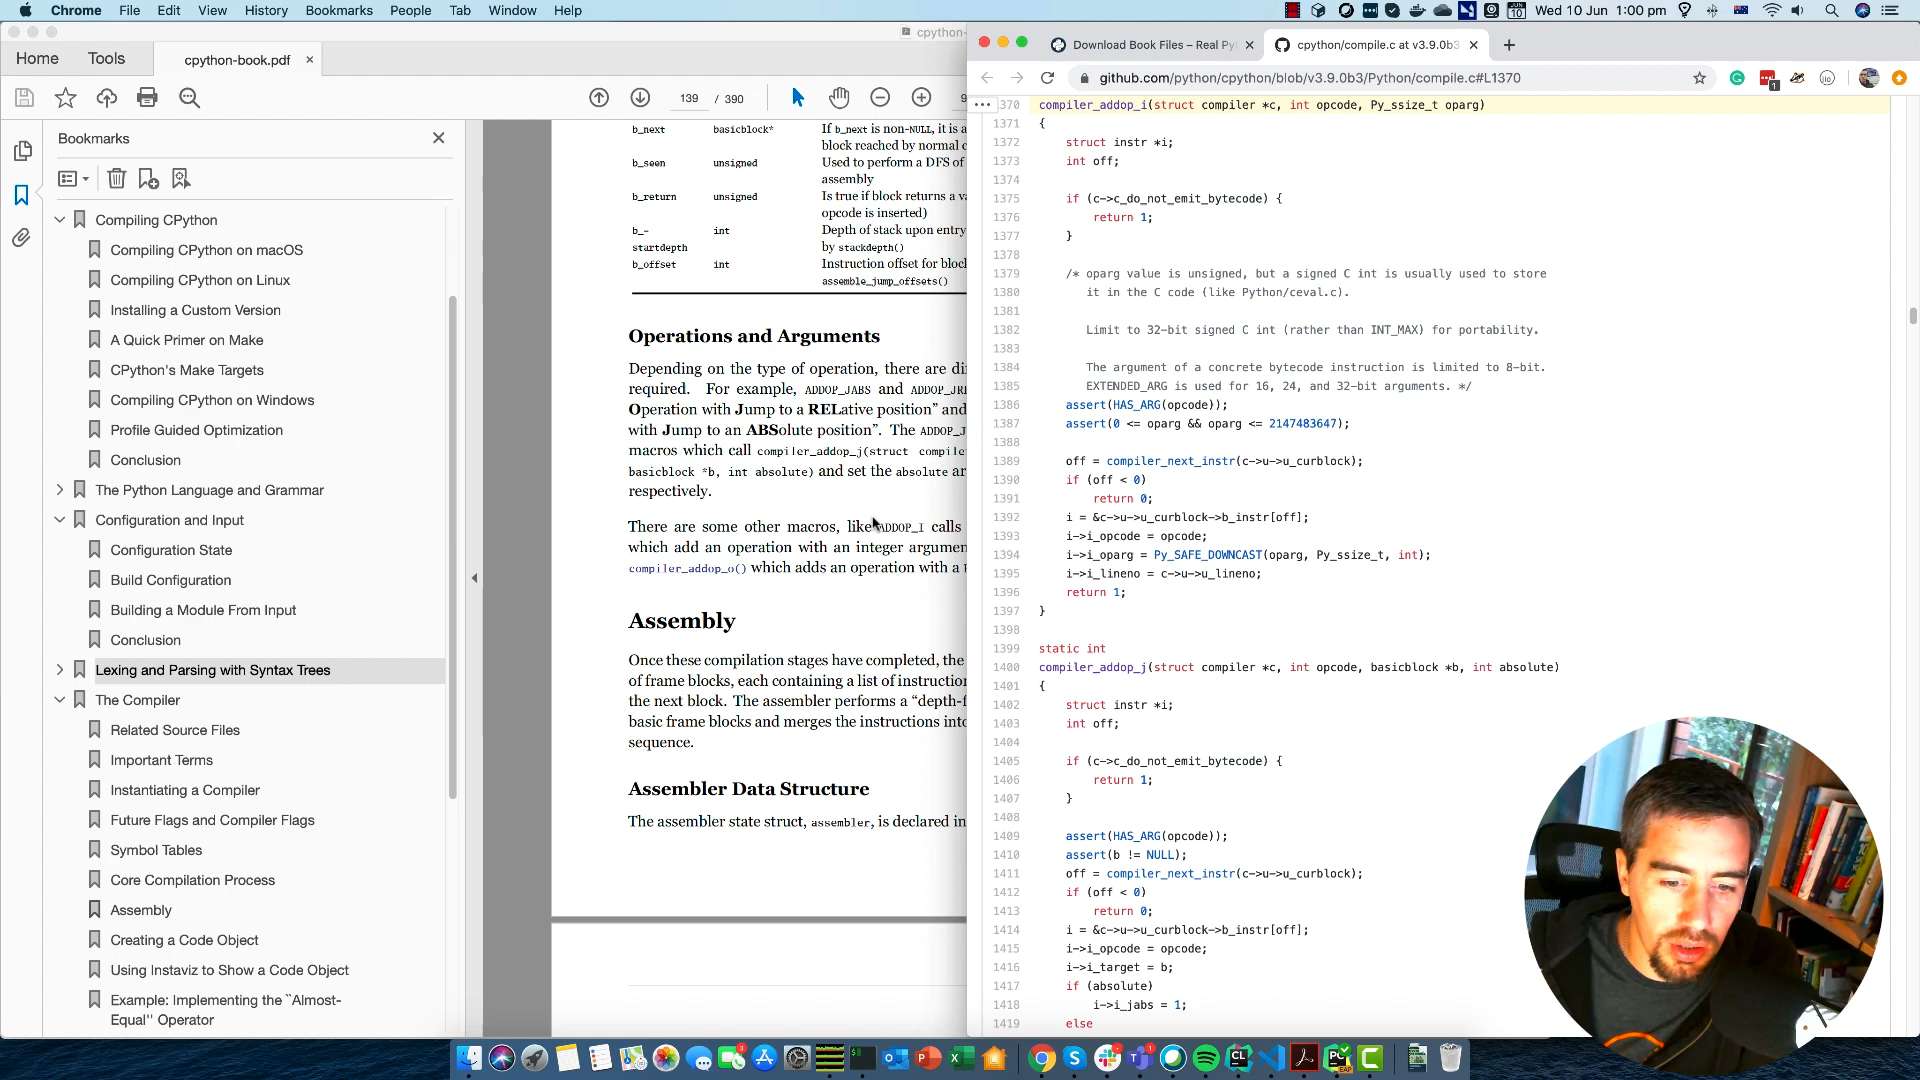 Chrome File Edit View History Bookmarks People Tab Window Help
Wed 10 Jun 1:00 pm
Home Tools cpython-book.pdf ×
cpython-
139 / 390
Bookmarks
Compiling CPython
Compiling CPython on macOS
Compiling CPython on Linux
Installing a Custom Version
A Quick Primer on Make
CPython's Make Targets
Compiling CPython on Windows
Profile Guided Optimization
Conclusion
The Python Language and Grammar
Configuration and Input
Configuration State
Build Configuration
Building a Module From Input
Conclusion
Lexing and Parsing with Syntax Trees
The Compiler
Related Source Files
Important Terms
Instantiating a Compiler
Future Flags and Compiler Flags
Symbol Tables
Core Compilation Process
Assembly
Creating a Code Object
Using Instaviz to Show a Code Object
Example: Implementing the ``Almost-
Equal'' Operator
b_next basicblock* If b_next is non-NULL, it is a
block reached by normal c
b_seen unsigned Used to perform a DFS of
assembly
b_return unsigned Is true if block returns a va
opcode is inserted)
b_- int Depth of stack upon entry
startdepth by stackdepth()
b_offset int Instruction offset for bloc
assemble_jump_offsets()
Operations and Arguments
Depending on the type of operation, there are di
required. For example, ADDOP_JABS and ADDOP_JR
Operation with Jump to a RELative position” and
with Jump to an ABSolute position”. The ADDOP_J
macros which call compiler_addop_j(struct compile
basicblock *b, int absolute) and set the absolute ar
respectively.
There are some other macros, like ADDOP_I calls
which add an operation with an integer argumen
compiler_addop_o() which adds an operation with a
Assembly
Once these compilation stages have completed, the
of frame blocks, each containing a list of instruction
the next block. The assembler performs a “depth-f
basic frame blocks and merges the instructions into
sequence.
Assembler Data Structure
The assembler state struct, assembler, is declared in
Download Book Files – Real Py
cpython/compile.c at v3.9.0b3
github.com/python/cpython/blob/v3.9.0b3/Python/compile.c#L1370
370 compiler_addop_i(struct compiler *c, int opcode, Py_ssize_t oparg)
1371 {
1372 struct instr *i;
1373 int off;
1374
1375 if (c->c_do_not_emit_bytecode) {
1376 return 1;
1377 }
1378
1379 /* oparg value is unsigned, but a signed C int is usually used to store
1380 it in the C code (like Python/ceval.c).
1381
1382 Limit to 32-bit signed C int (rather than INT_MAX) for portability.
1383
1384 The argument of a concrete bytecode instruction is limited to 8-bit.
1385 EXTENDED_ARG is used for 16, 24, and 32-bit arguments. */
1386 assert(HAS_ARG(opcode));
1387 assert(0 <= oparg && oparg <= 2147483647);
1388
1389 off = compiler_next_instr(c->u->u_curblock);
1390 if (off < 0)
1391 return 0;
1392 i = &c->u->u_curblock->b_instr[off];
1393 i->i_opcode = opcode;
1394 i->i_oparg = Py_SAFE_DOWNCAST(oparg, Py_ssize_t, int);
1395 i->i_lineno = c->u->u_lineno;
1396 return 1;
1397 }
1398
1399 static int
1400 compiler_addop_j(struct compiler *c, int opcode, basicblock *b, int absolute)
1401 {
1402 struct instr *i;
1403 int off;
1404
1405 if (c->c_do_not_emit_bytecode) {
1406 return 1;
1407 }
1408
1409 assert(HAS_ARG(opcode));
1410 assert(b != NULL);
1411 off = compiler_next_instr(c->u->u_curblock);
1412 if (off < 0)
1413 return 0;
1414 i = &c->u->u_curblock->b_instr[off];
1415 i->i_opcode = opcode;
1416 i->i_target = b;
1417 if (absolute)
1418 i->i_jabs = 1;
1419 else